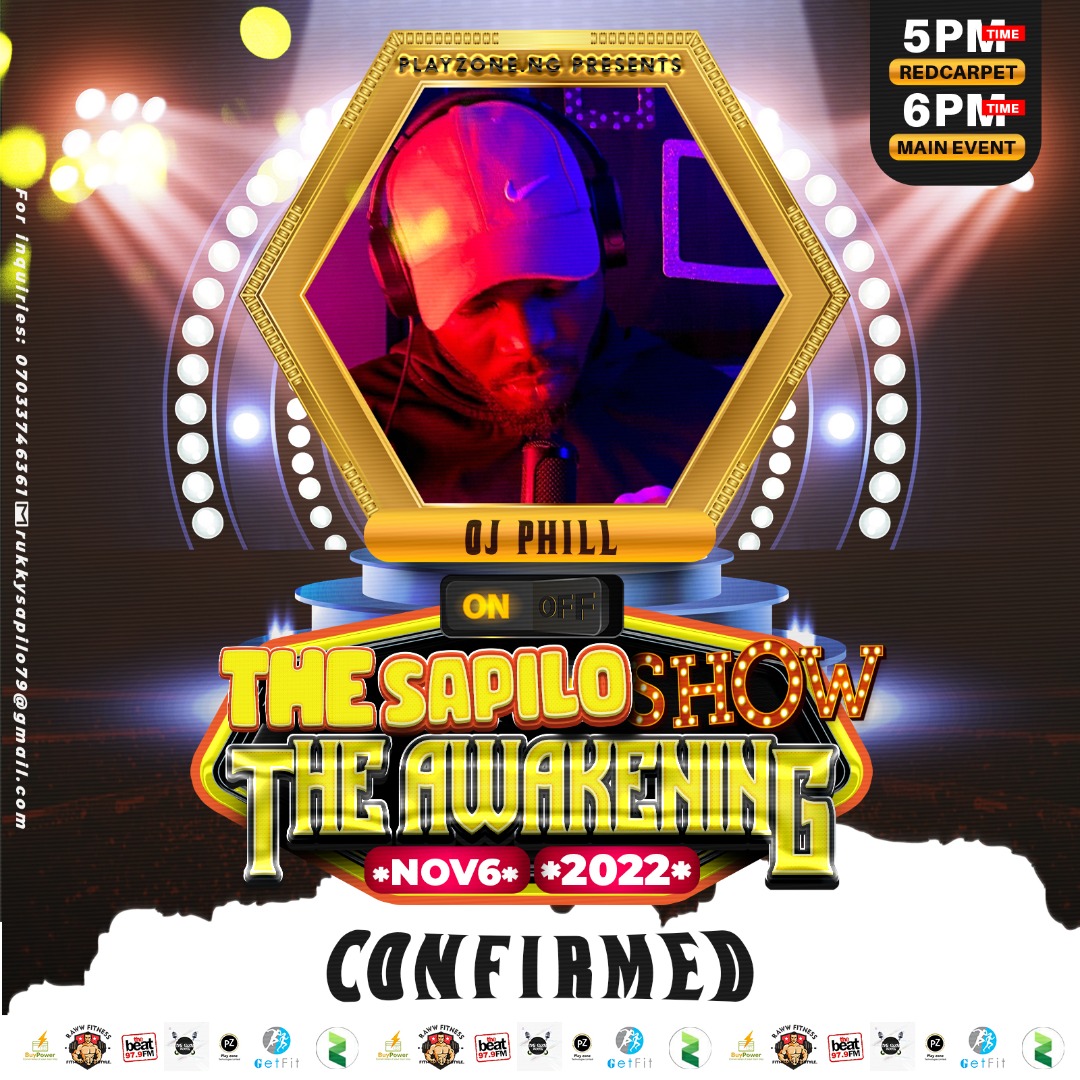 PLAYZONE.NG PRESENTS
5PM TIME
REDCARPET
6PM TIME
MAIN EVENT
For inquiries: 07033746361 rukkysapilo79@gmail.com
OJ PHILL
ON OFF
THE SAPILO SHOW
THE AWAKENING
*NOV6* *2022*
CONFIRMED
BuyPower RAWW FITNESS the beat 97.9FM PZ Play zone GetFit BuyPower RAWW FITNESS the beat 97.9FM PZ Play zone GetFit BuyPower RAWW FITNESS the beat 97.9FM PZ Play zone GetFit